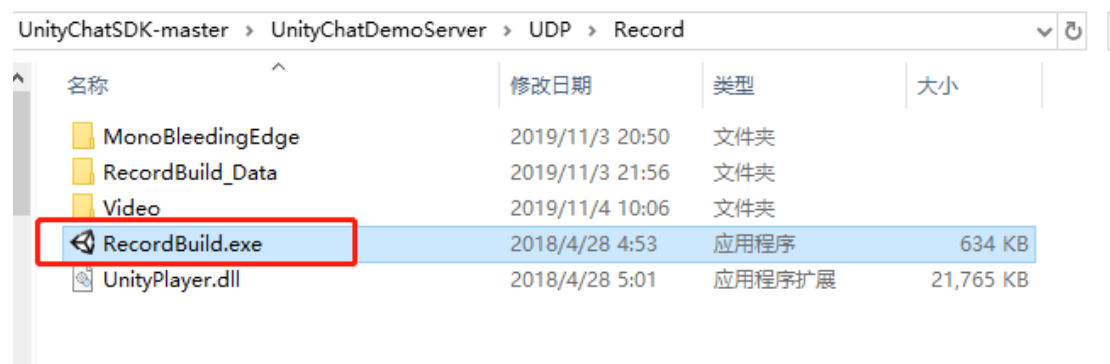 UnityChatSDK-master > UnityChatDemoServer > UDP > Record
名称 修改日期 类型 大小
MonoBleedingEdge 2019/11/3 20:50 文件夹
RecordBuild_Data 2019/11/3 21:56 文件夹
Video 2019/11/4 10:06 文件夹
RecordBuild.exe 2018/4/28 4:53 应用程序 634 KB
UnityPlayer.dll 2018/4/28 5:01 应用程序扩展 21,765 KB